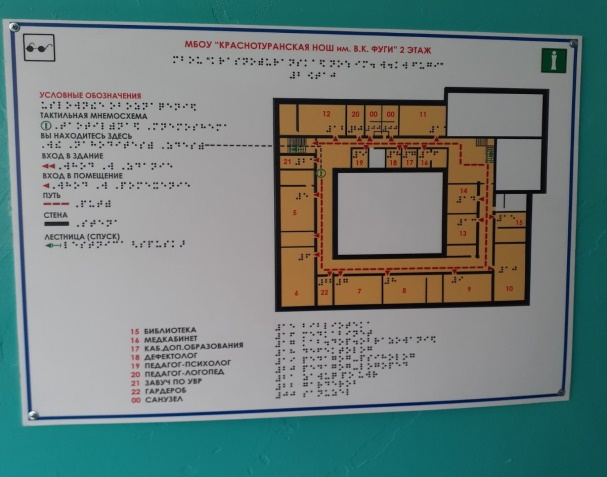 МБОУ "КРАСНОТУРАНСКАЯ НОШ им. В.К. ФУГИ" 2 ЭТАЖ
УСЛОВНЫЕ ОБОЗНАЧЕНИЯ
ТАКТИЛЬНАЯ МНЕМОСХЕМА
ВЫ НАХОДИТЕСЬ ЗДЕСЬ
ВХОД В ЗДАНИЕ
ВХОД В ПОМЕЩЕНИЕ
ПУТЬ
СТЕНА
ЛЕСТНИЦА (СПУСК)
12 20 00 00 11
21 19 18 17 16
14
5
15
13
6 22 7 8 9 10
15 БИБЛИОТЕКА
16 МЕДКАБИНЕТ
17 КАБ.ДОП.ОБРАЗОВАНИЯ
18 ДЕФЕКТОЛОГ
19 ПЕДАГОГ-ПСИХОЛОГ
20 ПЕДАГОГ-ЛОГОПЕД
21 ЗАВУЧ ПО УВР
22 ГАРДЕРОБ
00 САНУЗЕЛ